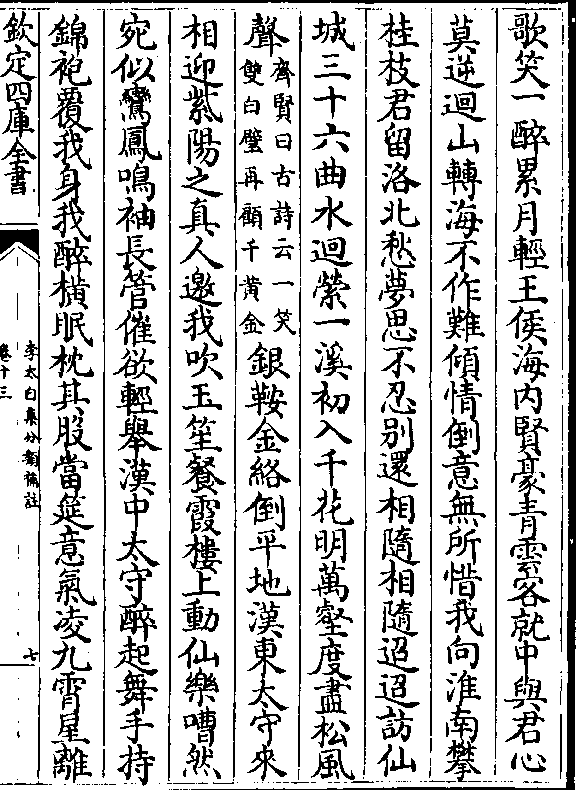 歌笑一醉累月輕王侯海内賢豪青雲客就中與君心
莫逆迴山轉海不作難傾情倒意無所惜我向淮南攀
桂枝君留洛北愁夢思不忍别還相隨相隨迢迢訪仙
城三十六曲水迴縈一溪初入千花明萬壑度盡松風
聲齊賢曰古詩云一笑雙白璧再顧千黄金銀鞍金絡倒平地漢東太守來
相迎紫陽之真人邀我吹玉笙餐霞樓上動仙樂嘈然
宛似鸞鳳鳴袖長管催欲輕舉漢中太守醉起舞手持
錦袍覆我身我醉横眠枕其股當筵意氣凌九霄星離
欽定四庫全書
李太白集分類補註
卷十三
七